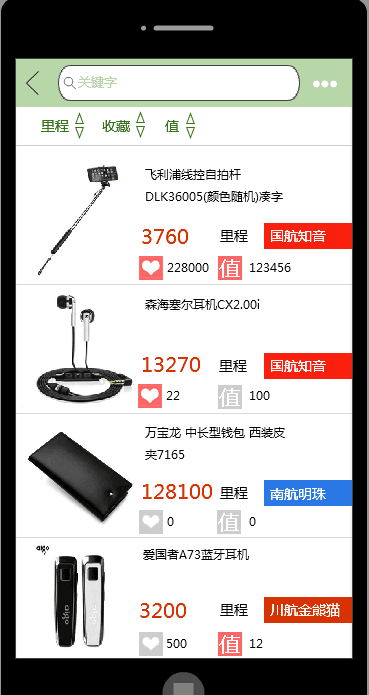 关键字
里程 收藏 值
飞利浦线控自拍杆
DLK36005(颜色随机)凑字
3760 里程 国航知音
228000 值 123456
森海塞尔耳机CX2.00i
13270 里程 国航知音
22 值 100
万宝龙 中长型钱包 西装皮
夹7165
128100 里程 南航明珠
0 值 0
aigo
爱国者A73蓝牙耳机
3200 里程 川航金熊猫
500 值 12